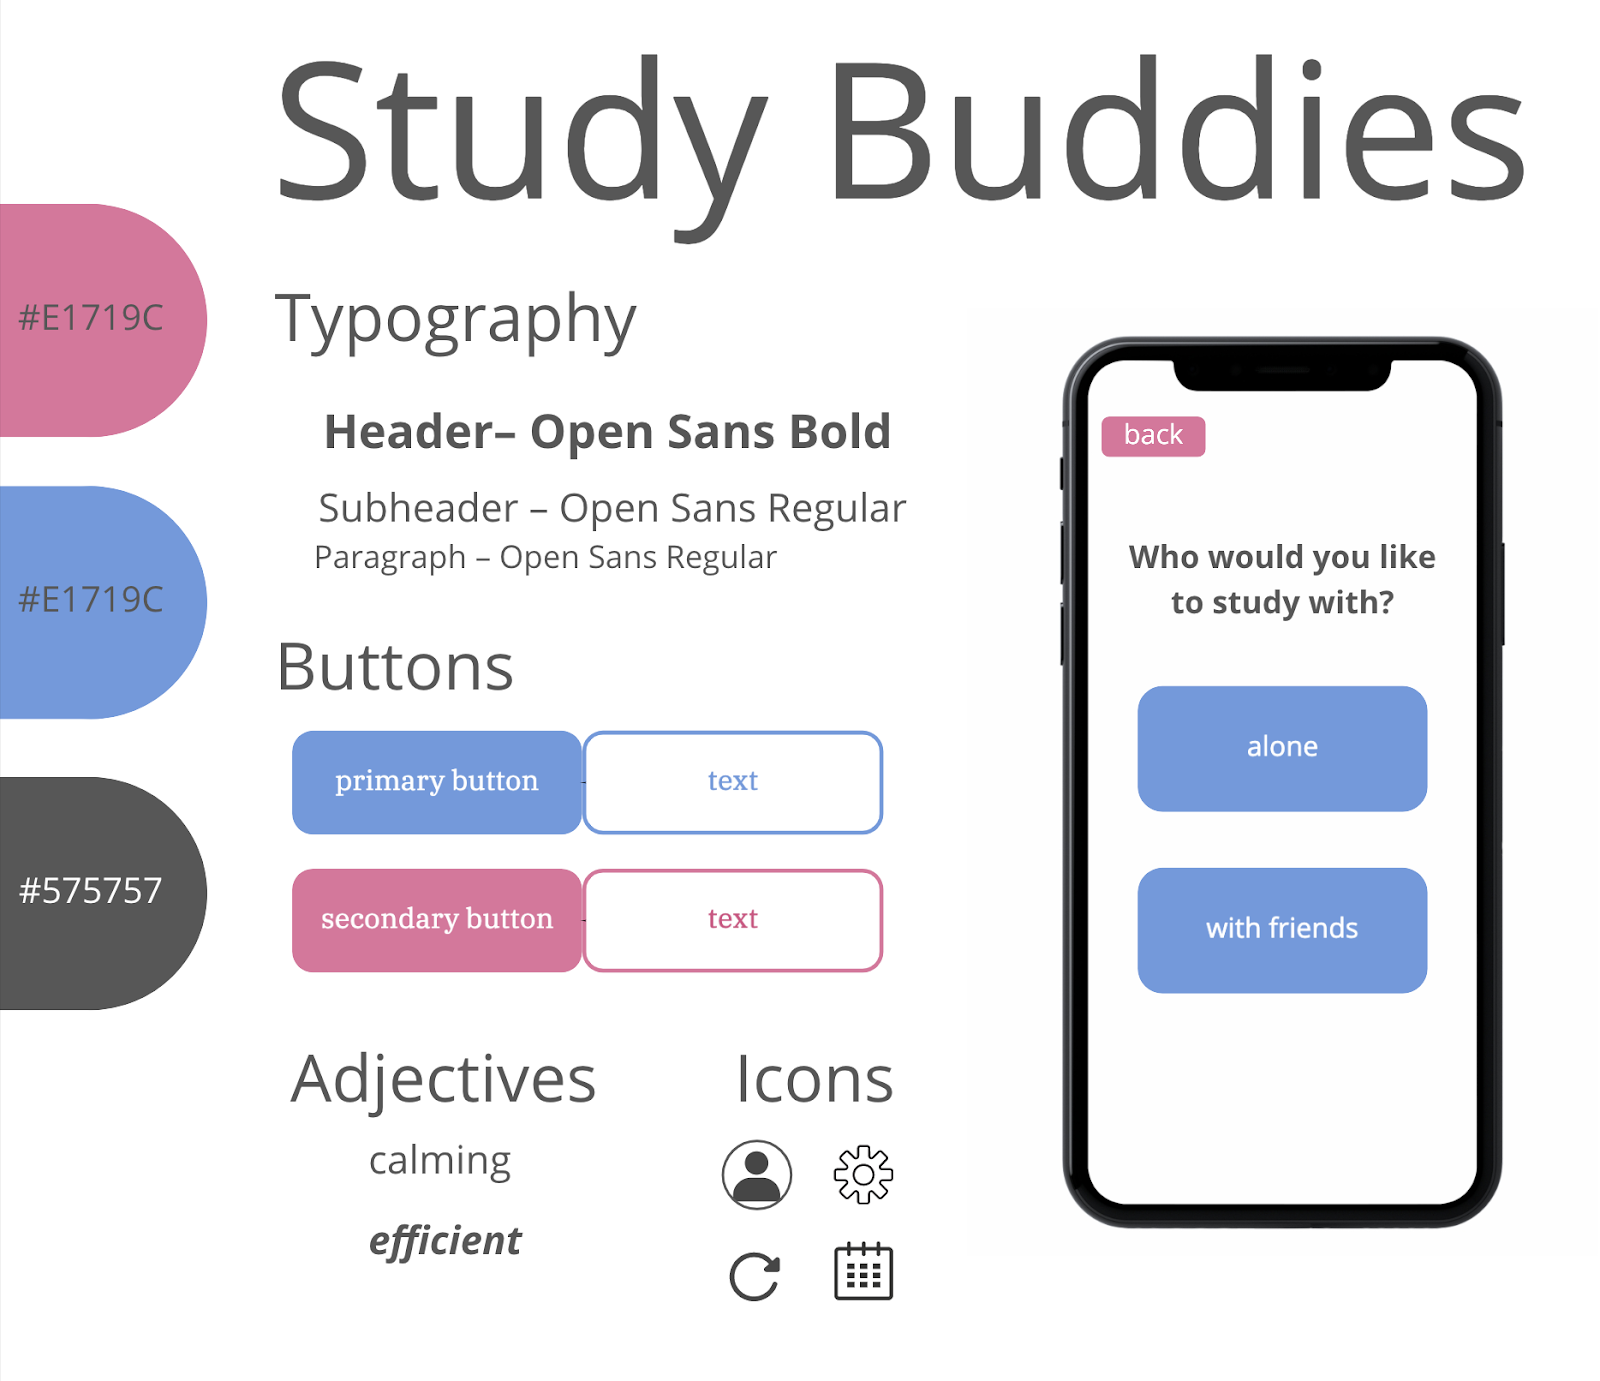 Study Buddies
#E1719C
#E1719C
#575757
Typography
Header– Open Sans Bold
Subheader – Open Sans Regular
Paragraph – Open Sans Regular
Buttons
primary button
text
secondary button
text
Adjectives
calming
efficient
Icons
back
Who would you like
to study with?
alone
with friends